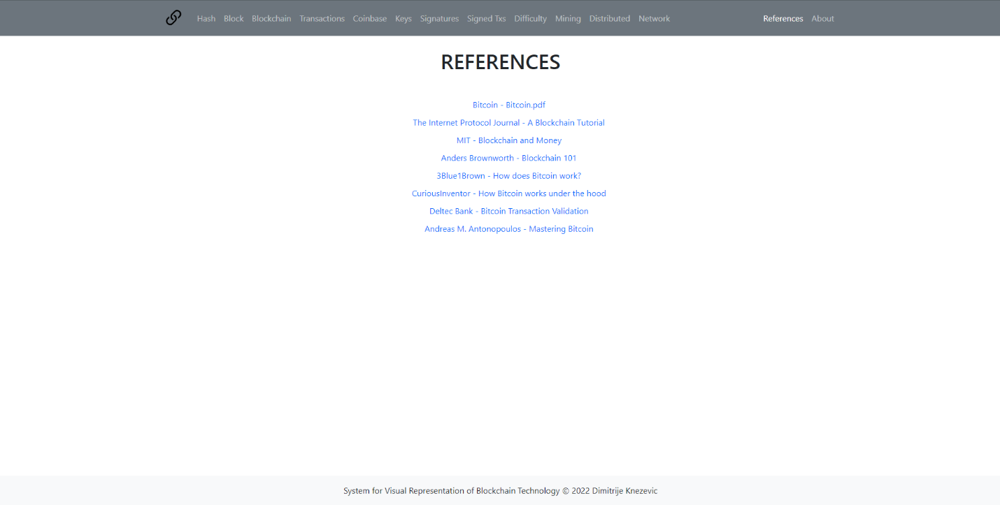 Hash Block Blockchain Transactions Coinbase Keys Signatures Signed Txs Difficulty Mining Distributed Network References About
REFERENCES
Bitcoin - Bitcoin.pdf
The Internet Protocol Journal - A Blockchain Tutorial
MIT - Blockchain and Money
Anders Brownworth - Blockchain 101
3Blue1Brown - How does Bitcoin work?
CuriousInventor - How Bitcoin works under the hood
Deltec Bank - Bitcoin Transaction Validation
Andreas M. Antonopoulos - Mastering Bitcoin
System for Visual Representation of Blockchain Technology © 2022 Dimitrije Knezevic